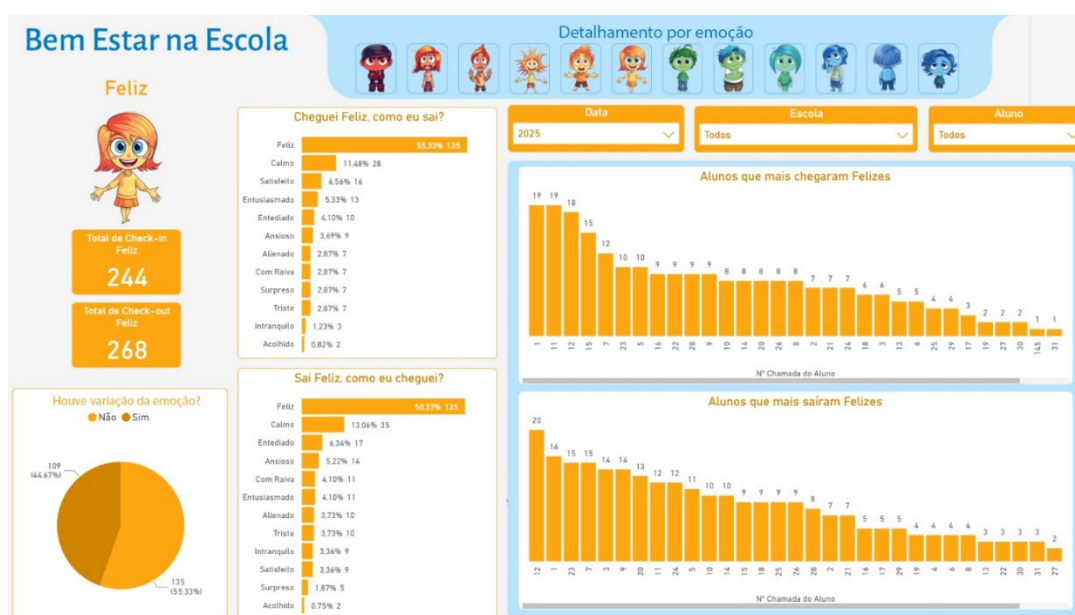 Bem Estar na Escola
Detalhamento por emoção
Feliz
Total de Check-in
Feliz
244
Total de Check-out
Feliz
268
Houve variação da emoção?
Não Sim
109
(44.67%)
135
(55.33%)
Cheguei Feliz, como eu sai?
Feliz 55,33% 135
Calmo 11,48% 28
Satisfeito 6,56% 16
Entusiasmado 5,33% 13
Entediado 4,10% 10
Ansioso 3,69% 9
Alienado 2,87% 7
Com Raiva 2,87% 7
Surpreso 2,87% 7
Triste 2,87% 7
Intranquilo 1,23% 3
Acolhido 0,82% 2
Sai Feliz, como eu cheguei?
Feliz 50,37% 135
Calmo 13,06% 35
Entediado 6,34% 17
Ansioso 5,22% 14
Com Raiva 4,10% 11
Entusiasmado 4,10% 11
Alienado 3,73% 10
Triste 3,73% 10
Intranquilo 3,36% 9
Satisfeito 3,36% 9
Surpreso 1,87% 5
Acolhido 0,75% 2
Data
2025
Escola
Todos
Aluno
Todos
Alunos que mais chegaram Felizes
19 19 18 15 12 10 10 9 9 9 9 8 8 8 8 8 7 7 7 6 6 5 5 4 4 3 2 2 2 1 1
1 11 12 15 7 23 5 16 22 28 9 10 14 20 26 8 2 21 24 18 3 13 6 25 29 17 19 27 30 145 31
Nº Chamada do Aluno
Alunos que mais saíram Felizes
20 16 15 15 14 14 13 12 12 11 10 10 9 9 9 9 8 7 7 5 5 5 4 4 4 4 3 3 3 3 2
12 1 23 7 3 9 20 11 24 5 10 14 15 18 25 26 28 2 21 16 17 29 19 4 6 8 13 22 30 31 27
Nº Chamada do Aluno